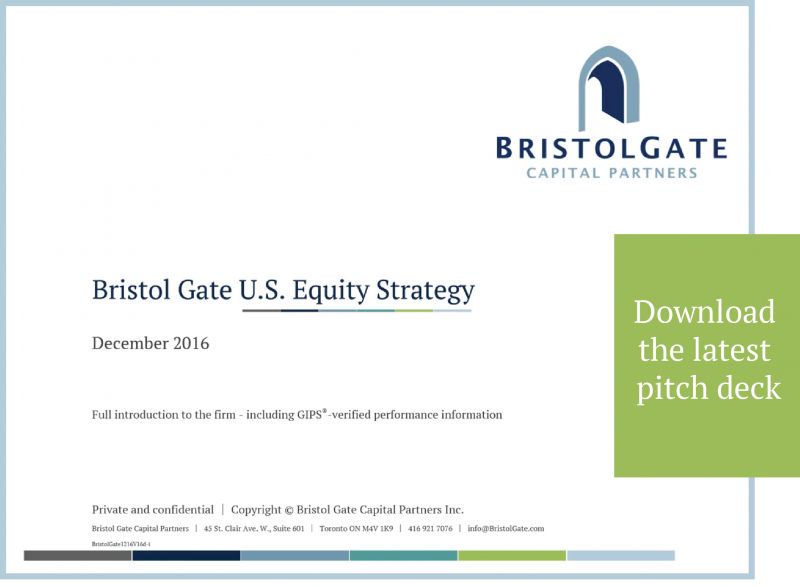 BRISTOLGATE
CAPITAL PARTNERS
Bristol Gate U.S. Equity Strategy
December 2016
Download
the latest
pitch deck
Full introduction to the firm - including GIPS®-verified performance information
Private and confidential | Copyright © Bristol Gate Capital Partners Inc.
Bristol Gate Capital Partners | 45 St. Clair Ave. W., Suite 601 | Toronto ON M4V 1K9 | 416 921 7076 | info@BristolGate.com
BristolGate1216V16d-i